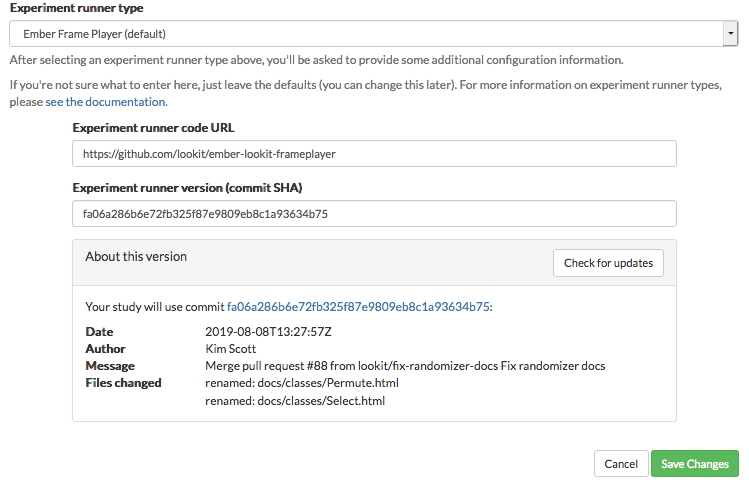 Experiment runner type
Ember Frame Player (default)
After selecting an experiment runner type above, you'll be asked to provide some additional configuration information.
If you're not sure what to enter here, just leave the defaults (you can change this later). For more information on experiment runner types,
please see the documentation.
Experiment runner code URL
https://github.com/lookit/ember-lookit-frameplayer
Experiment runner version (commit SHA)
fa06a286b6e72fb325f87e9809eb8c1a93634b75
About this version
Check for updates
Your study will use commit fa06a286b6e72fb325f87e9809eb8c1a93634b75:
Date 2019-08-08T13:27:57Z
Author Kim Scott
Message Merge pull request #88 from lookit/fix-randomizer-docs Fix randomizer docs
Files changed renamed: docs/classes/Permute.html
renamed: docs/classes/Select.html
Cancel Save Changes